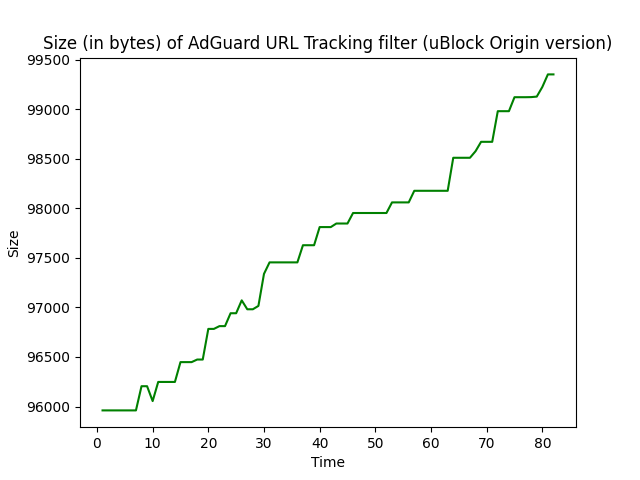 Size (in bytes) of AdGuard URL Tracking filter (uBlock Origin version)
99500
99000
98500
98000
97500
97000
96500
96000
Size
0 10 20 30 40 50 60 70 80
Time